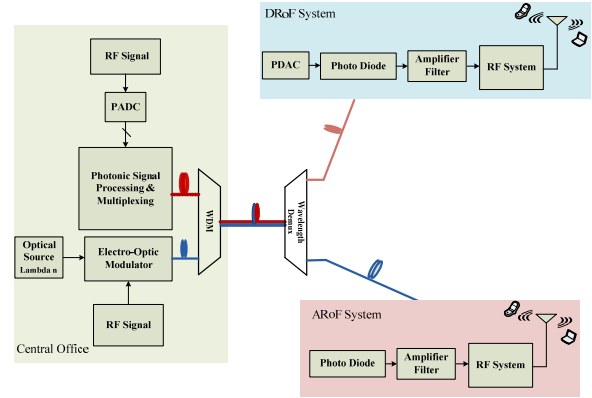 DRoF System
RF Signal
PDAC
Photo Diode
Amplifier
Filter
RF System
PADC
Photonic Signal
Processing &
Multiplexing
WDM
Wavelength
Demux
Optical
Source
Lambda n
Electro-Optic
Modulator
RF Signal
Central Office
ARoF System
Photo Diode
Amplifier
Filter
RF System